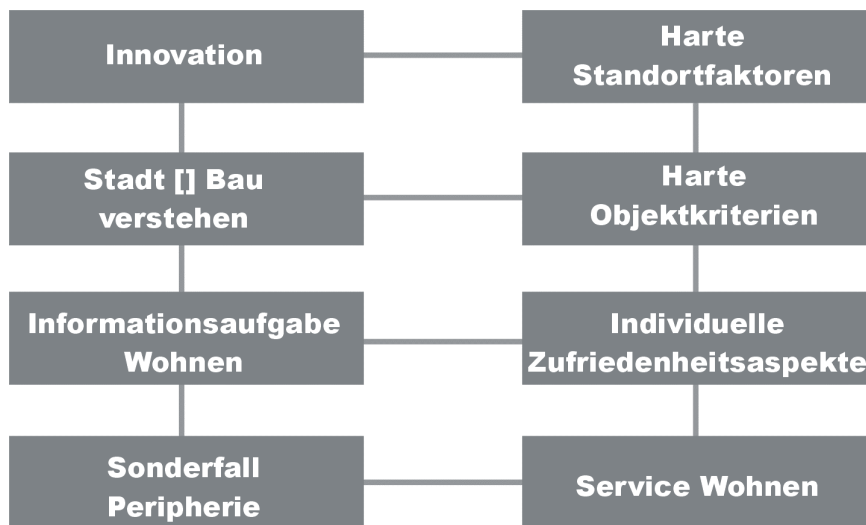 Innovation
Harte
Standortfaktoren
Stadt [] Bau
verstehen
Harte
Objektkriterien
Informationsaufgabe
Wohnen
Individuelle
Zufriedenheitsaspekte
Sonderfall
Peripherie
Service Wohnen